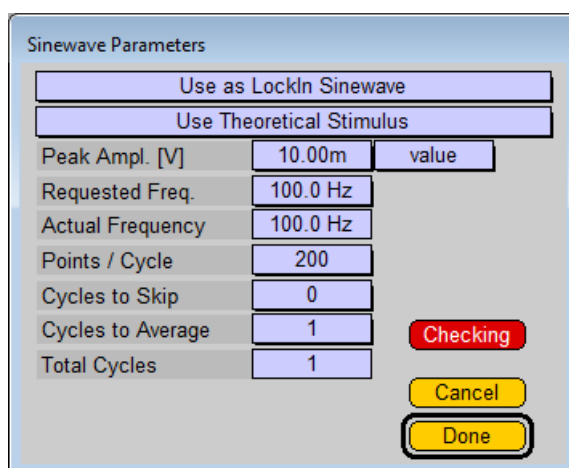 Sinewave Parameters
Use as LockIn Sinewave
Use Theoretical Stimulus
Peak Ampl. [V] 10.00m value
Requested Freq. 100.0 Hz
Actual Frequency 100.0 Hz
Points / Cycle 200
Cycles to Skip 0
Cycles to Average 1 Checking
Total Cycles 1
Cancel
Done